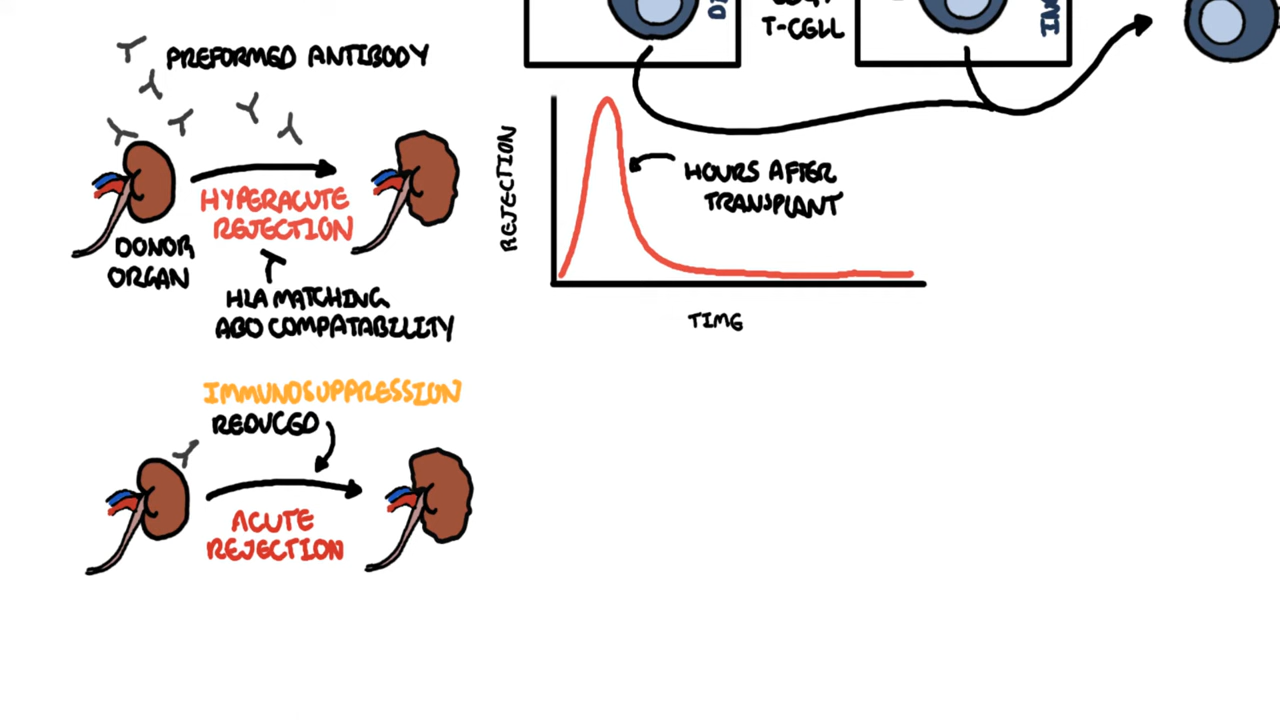 PREFORMED ANTIBODY
HYPERACUTE
REJECTION
DONOR
ORGAN
HLA MATCHING
ABO COMPATABILITY
IMMUNOSUPPRESSION
REDUCED
ACUTE
REJECTION
T-CELL
REJECTION
HOURS AFTER
TRANSPLANT
TIME